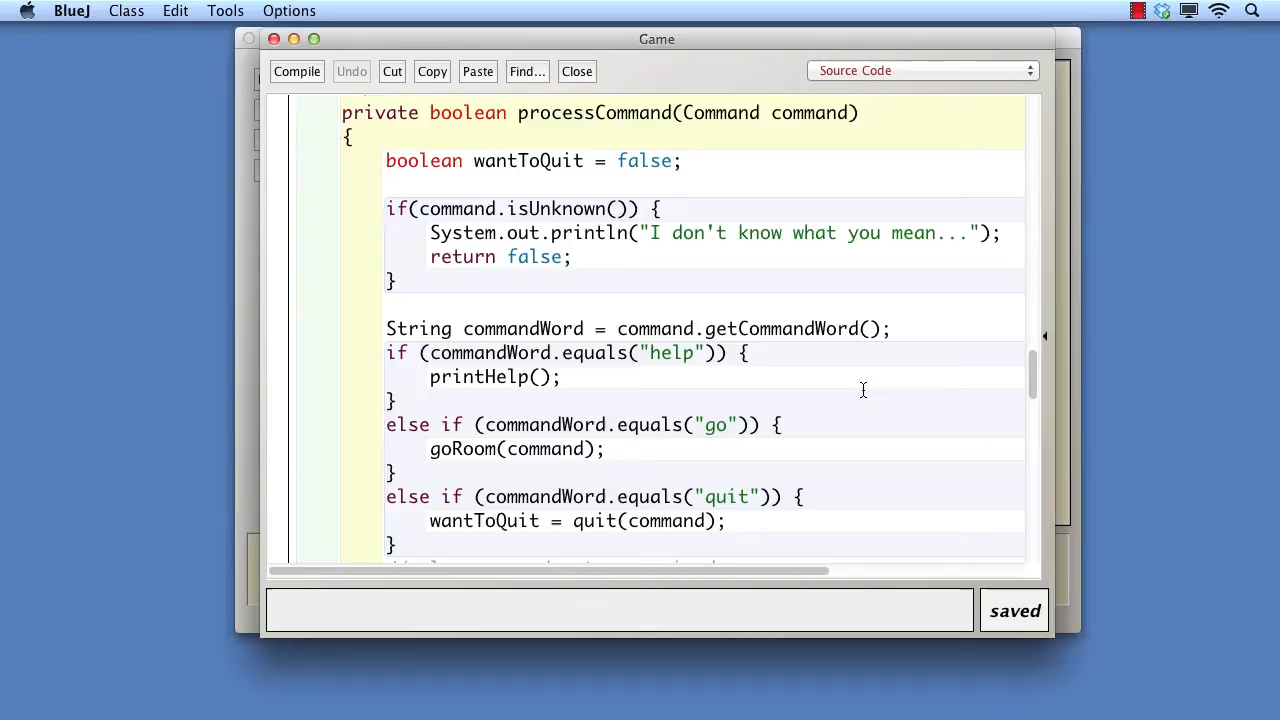 BlueJ Class Edit Tools Options
Game
Compile Undo Cut Copy Paste Find... Close Source Code
private boolean processCommand(Command command)
{
boolean wantToQuit = false;
if(command.isUnknown()) {
System.out.println("I don't know what you mean...");
return false;
}
String commandWord = command.getCommandWord();
if (commandWord.equals("help")) {
printHelp();
}
else if (commandWord.equals("go")) {
goRoom(command);
}
else if (commandWord.equals("quit")) {
wantToQuit = quit(command);
}
saved